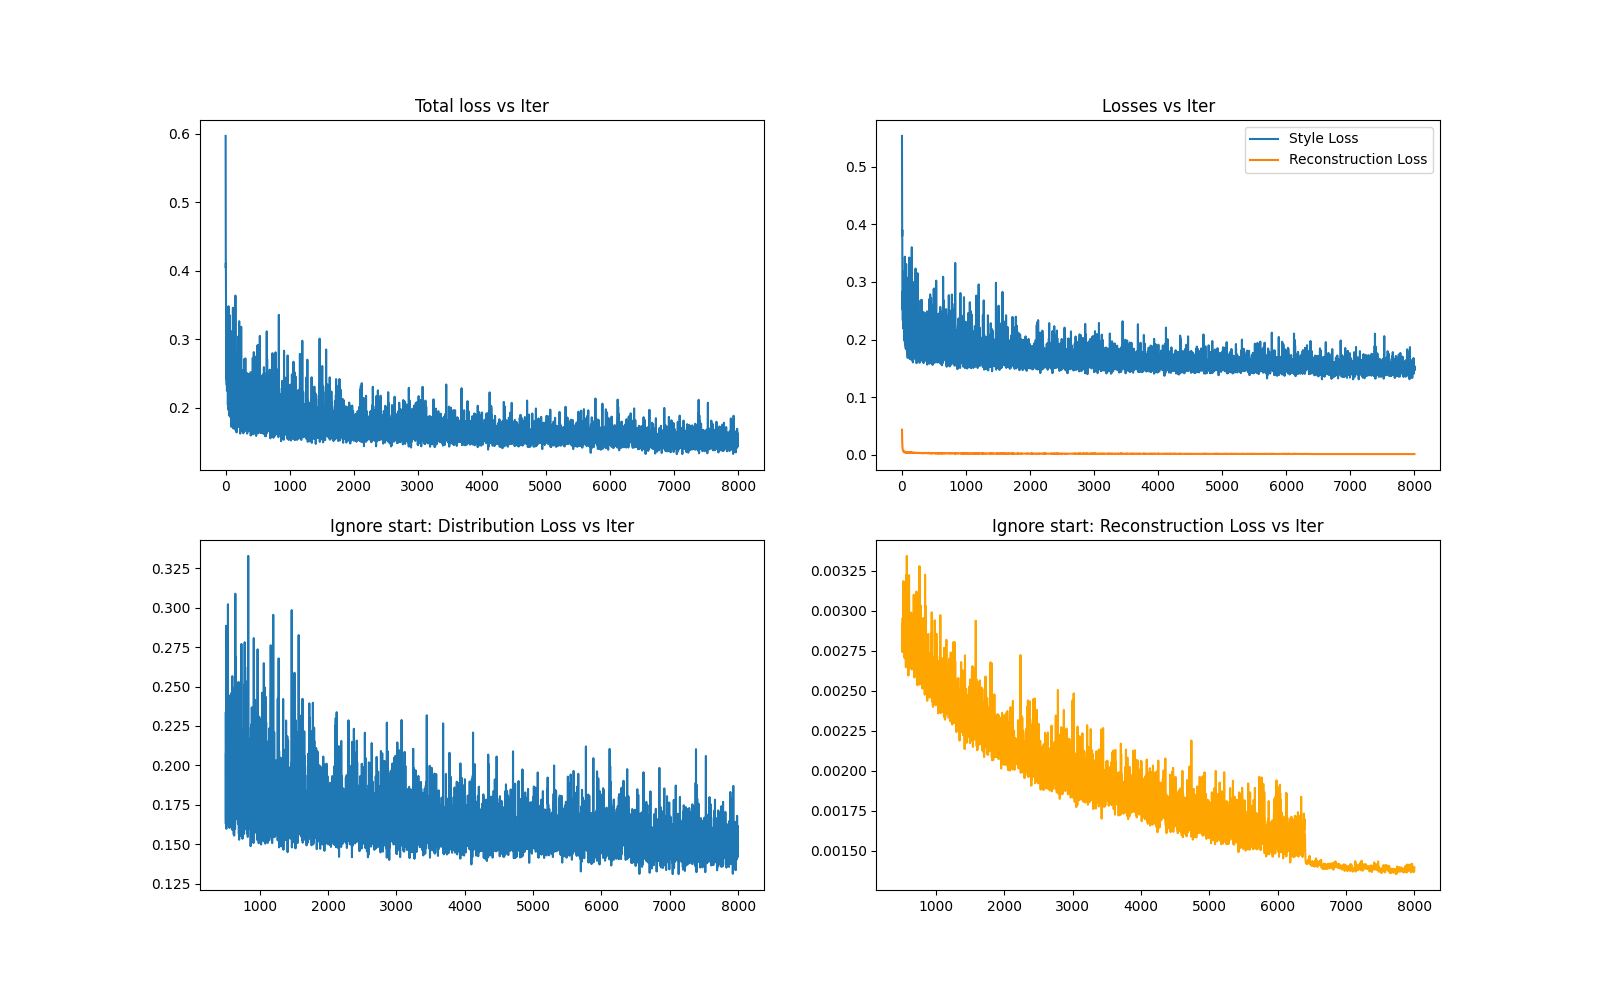 Total loss vs Iter
0.6
0.5
0.4
0.3
0.2
0 1000 2000 3000 4000 5000 6000 7000 8000
Losses vs Iter
Style Loss
Reconstruction Loss
0.5
0.4
0.3
0.2
0.1
0.0
0 1000 2000 3000 4000 5000 6000 7000 8000
Ignore start: Distribution Loss vs Iter
0.325
0.300
0.275
0.250
0.225
0.200
0.175
0.150
0.125
1000 2000 3000 4000 5000 6000 7000 8000
Ignore start: Reconstruction Loss vs Iter
0.00325
0.00300
0.00275
0.00250
0.00225
0.00200
0.00175
0.00150
1000 2000 3000 4000 5000 6000 7000 8000